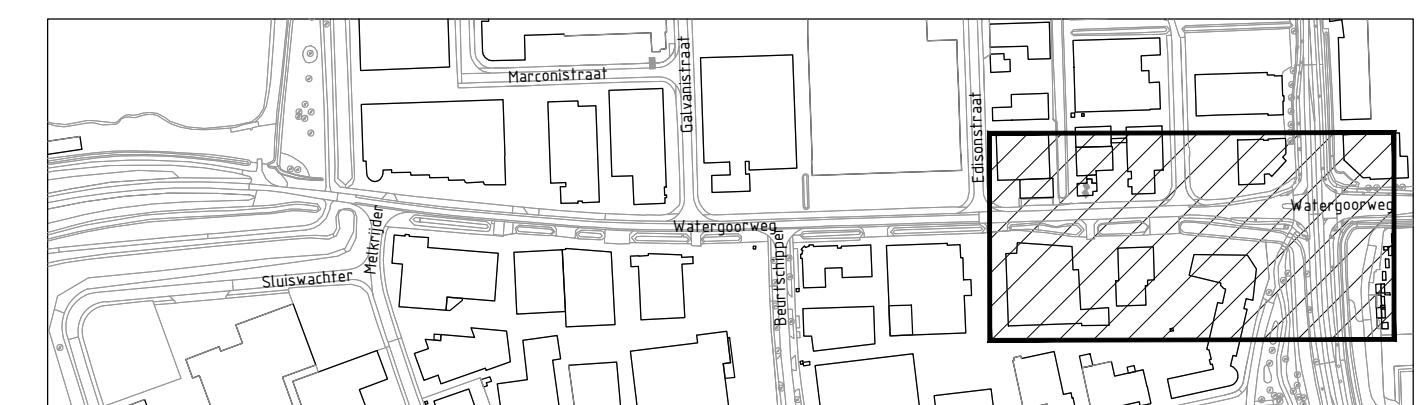 Marconistraat
Galvanistraat
Edisonstraat
Watergoorweg
Melkrijder
Watergoorweg
Beurtschipper
Sluiswachter